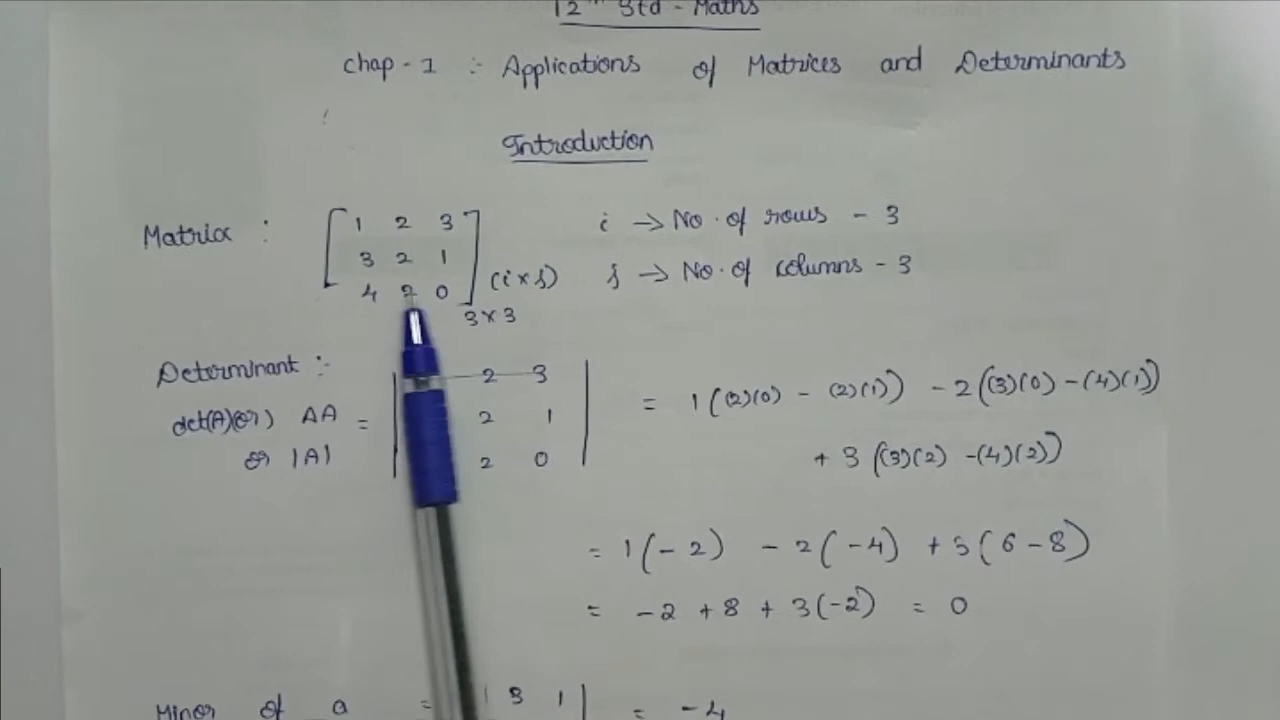 12th Std - Maths
chap - 1 :- Applications of Matrices and Determinants
Introduction
Matrix : [ 1 2 3 i → No. of rows - 3
3 2 1
4 2 0 ] (i x j) j → No. of columns - 3
3 x 3
Determinant :-
det(A) (or) ΔA = | 2 3 = 1((2)(0) - (2)(1)) - 2((3)(0) - (4)(1))
2 1
or |A| 2 0 | + 3((3)(2) - (4)(2))
= 1(-2) - 2(-4) + 3(6 - 8)
= -2 + 8 + 3(-2) = 0
Minor of a = | 3 1 | = -4